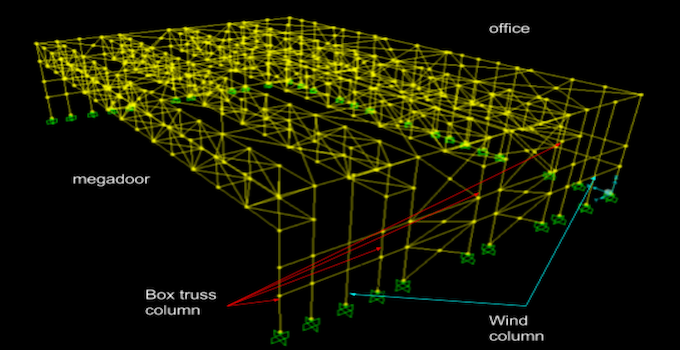 office
megadoor
Box truss
column
Wind
column